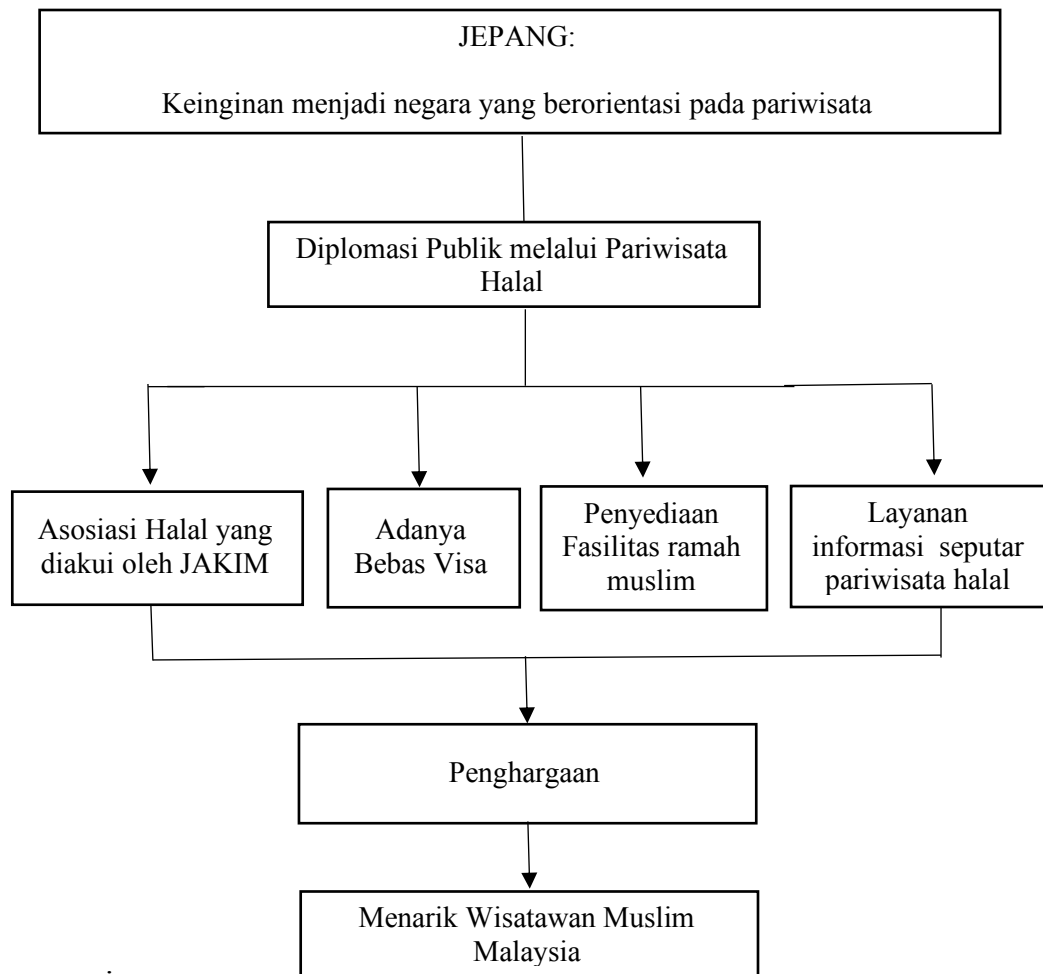 JEPANG:
Keinginan menjadi negara yang berorientasi pada pariwisata
Diplomasi Publik melalui Pariwisata
Halal
Asosiasi Halal yang
diakui oleh JAKIM
Adanya
Bebas Visa
Penyediaan
Fasilitas ramah
muslim
Layanan
informasi seputar
pariwisata halal
Penghargaan
Menarik Wisatawan Muslim
Malaysia